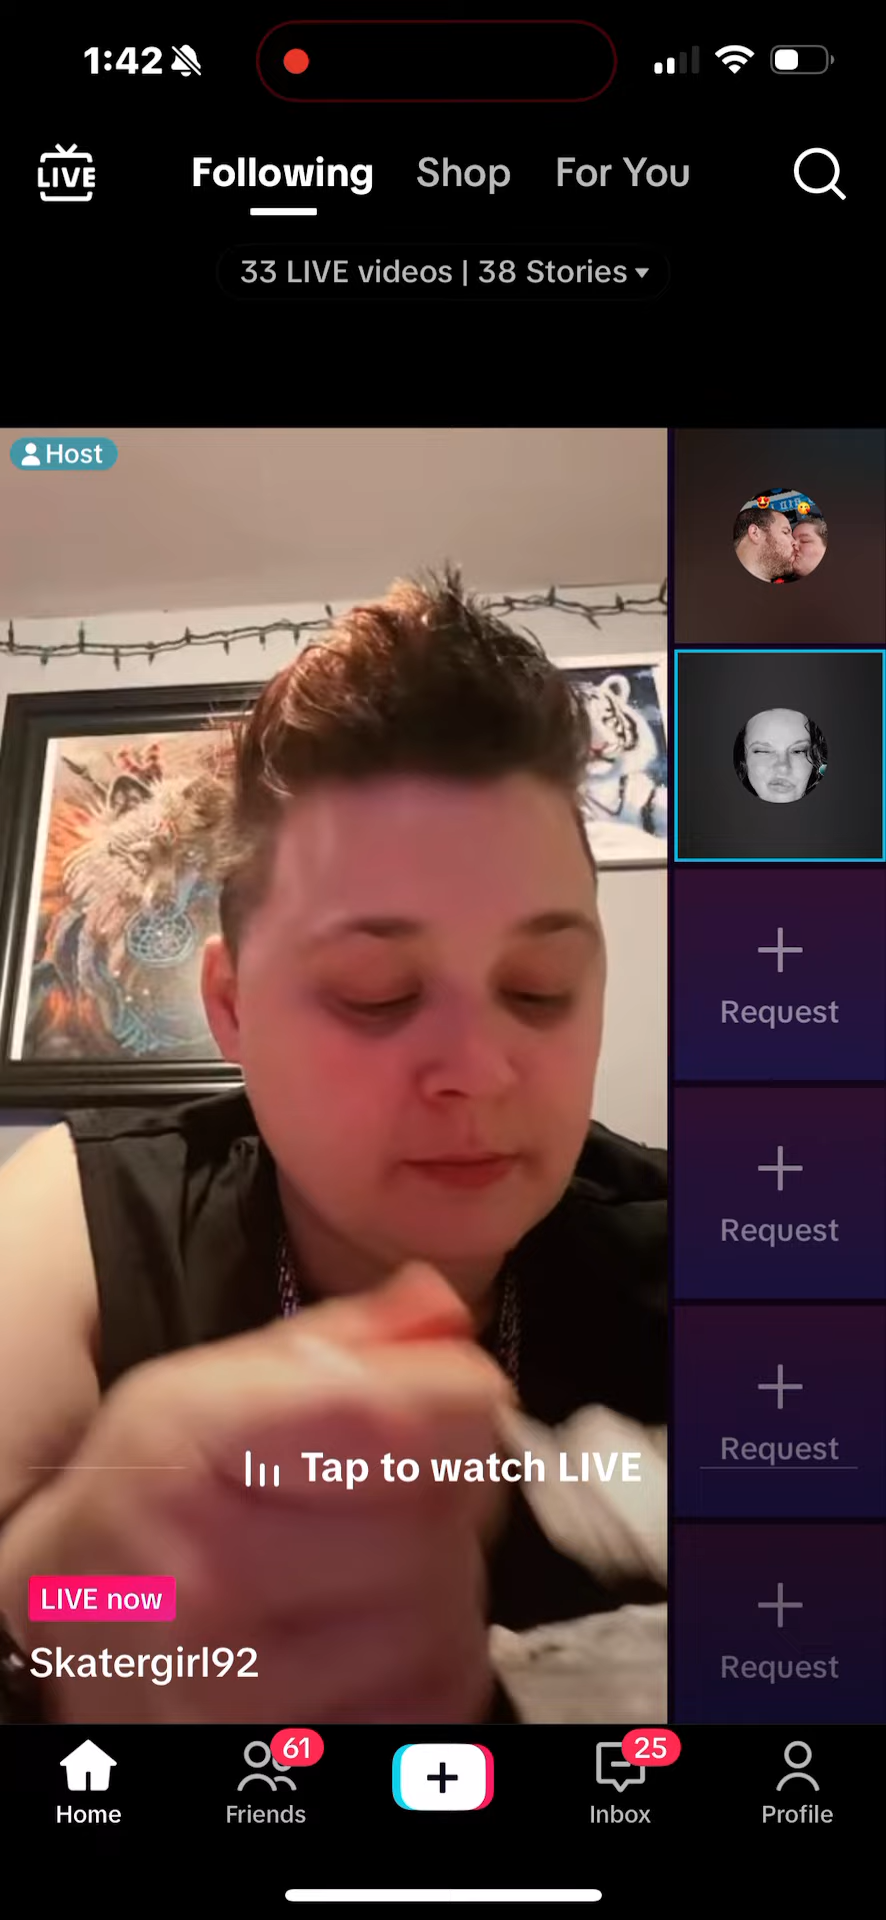 1:42
LIVE
Following Shop For You
33 LIVE videos | 38 Stories
Host
Request
Request
Request
Tap to watch LIVE
Request
LIVE now
Skatergirl92
61
25
Home
Friends
Inbox
Profile